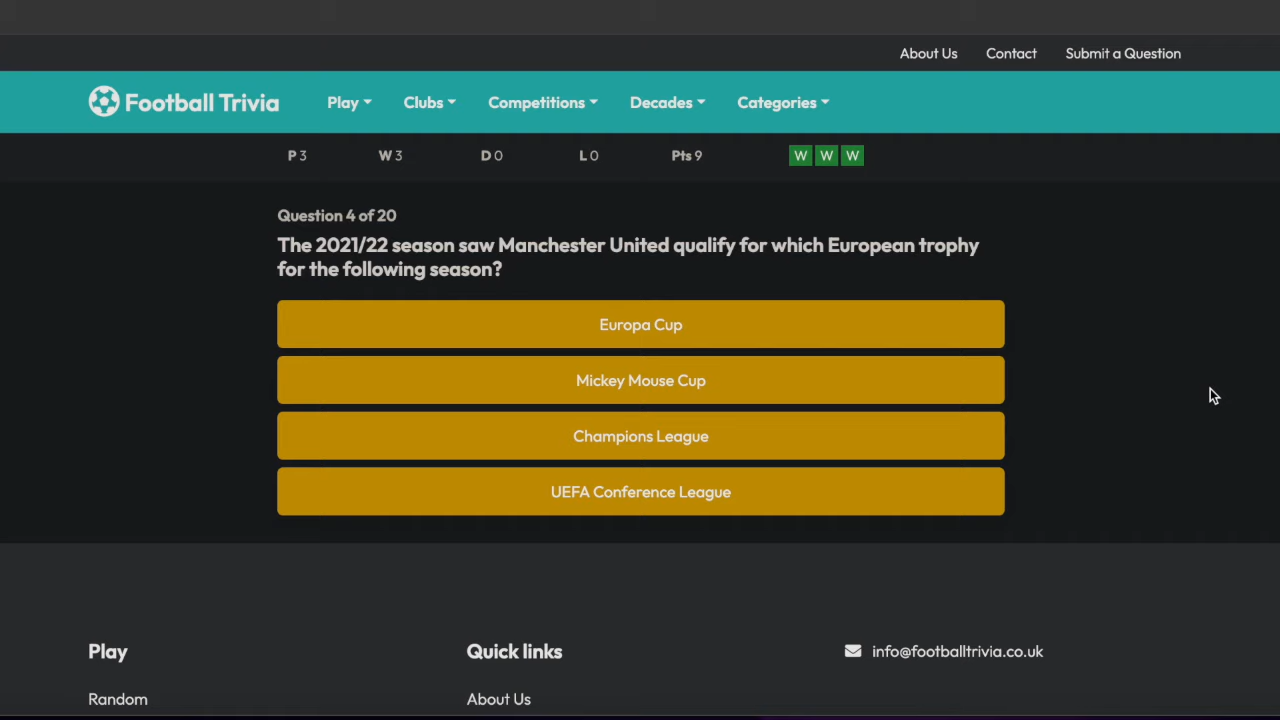 About Us Contact Submit a Question
Football Trivia Play Clubs Competitions Decades Categories
P 3 W 3 D 0 L 0 Pts 9 W W W
Question 4 of 20
The 2021/22 season saw Manchester United qualify for which European trophy
for the following season?
Europa Cup
Mickey Mouse Cup
Champions League
UEFA Conference League
Play Quick links info@footballtrivia.co.uk
Random About Us